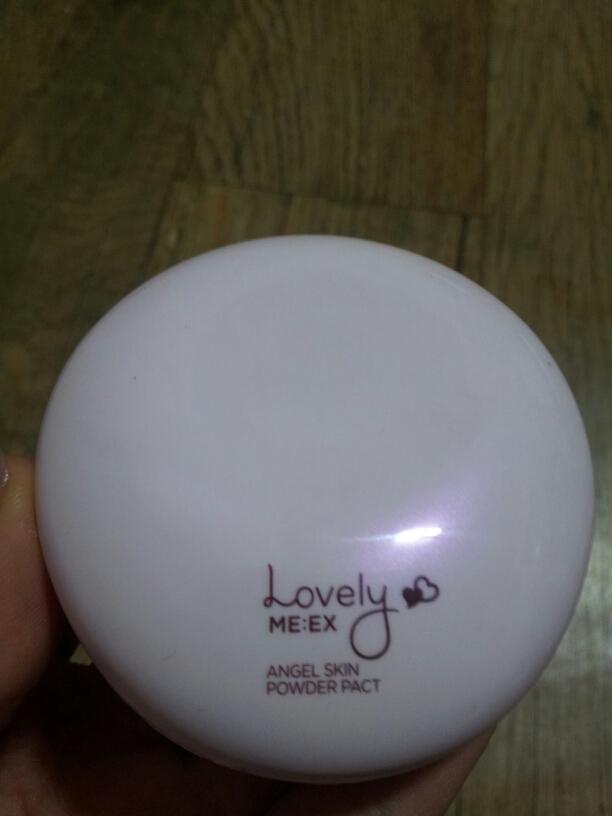 Lovely
ME:EX
ANGEL SKIN
POWDER PACT